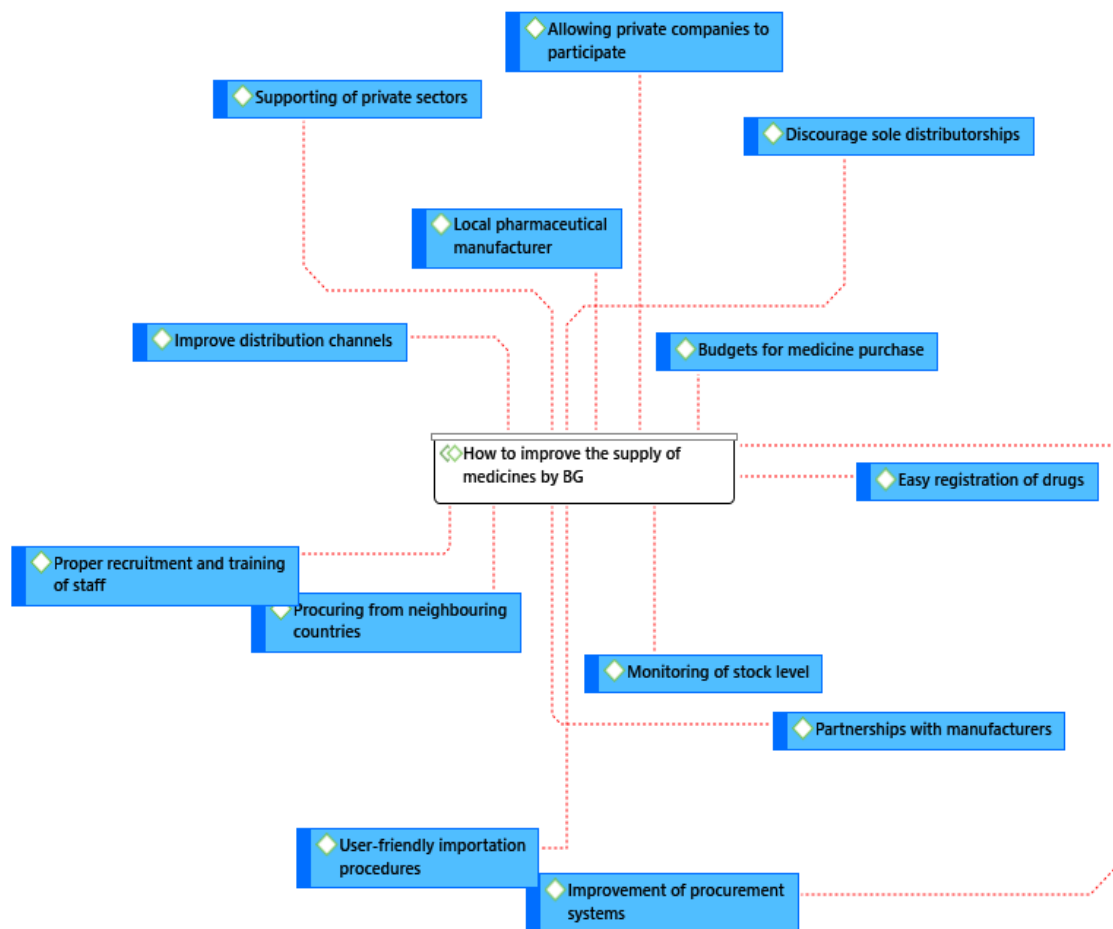 Allowing private companies to
participate
Supporting of private sectors
Discourage sole distributorships
Local pharmaceutical
manufacturer
Improve distribution channels
Budgets for medicine purchase
How to improve the supply of
medicines by BG
Easy registration of drugs
Proper recruitment and training
of staff
Procuring from neighbouring
countries
Monitoring of stock level
Partnerships with manufacturers
User-friendly importation
procedures
Improvement of procurement
systems